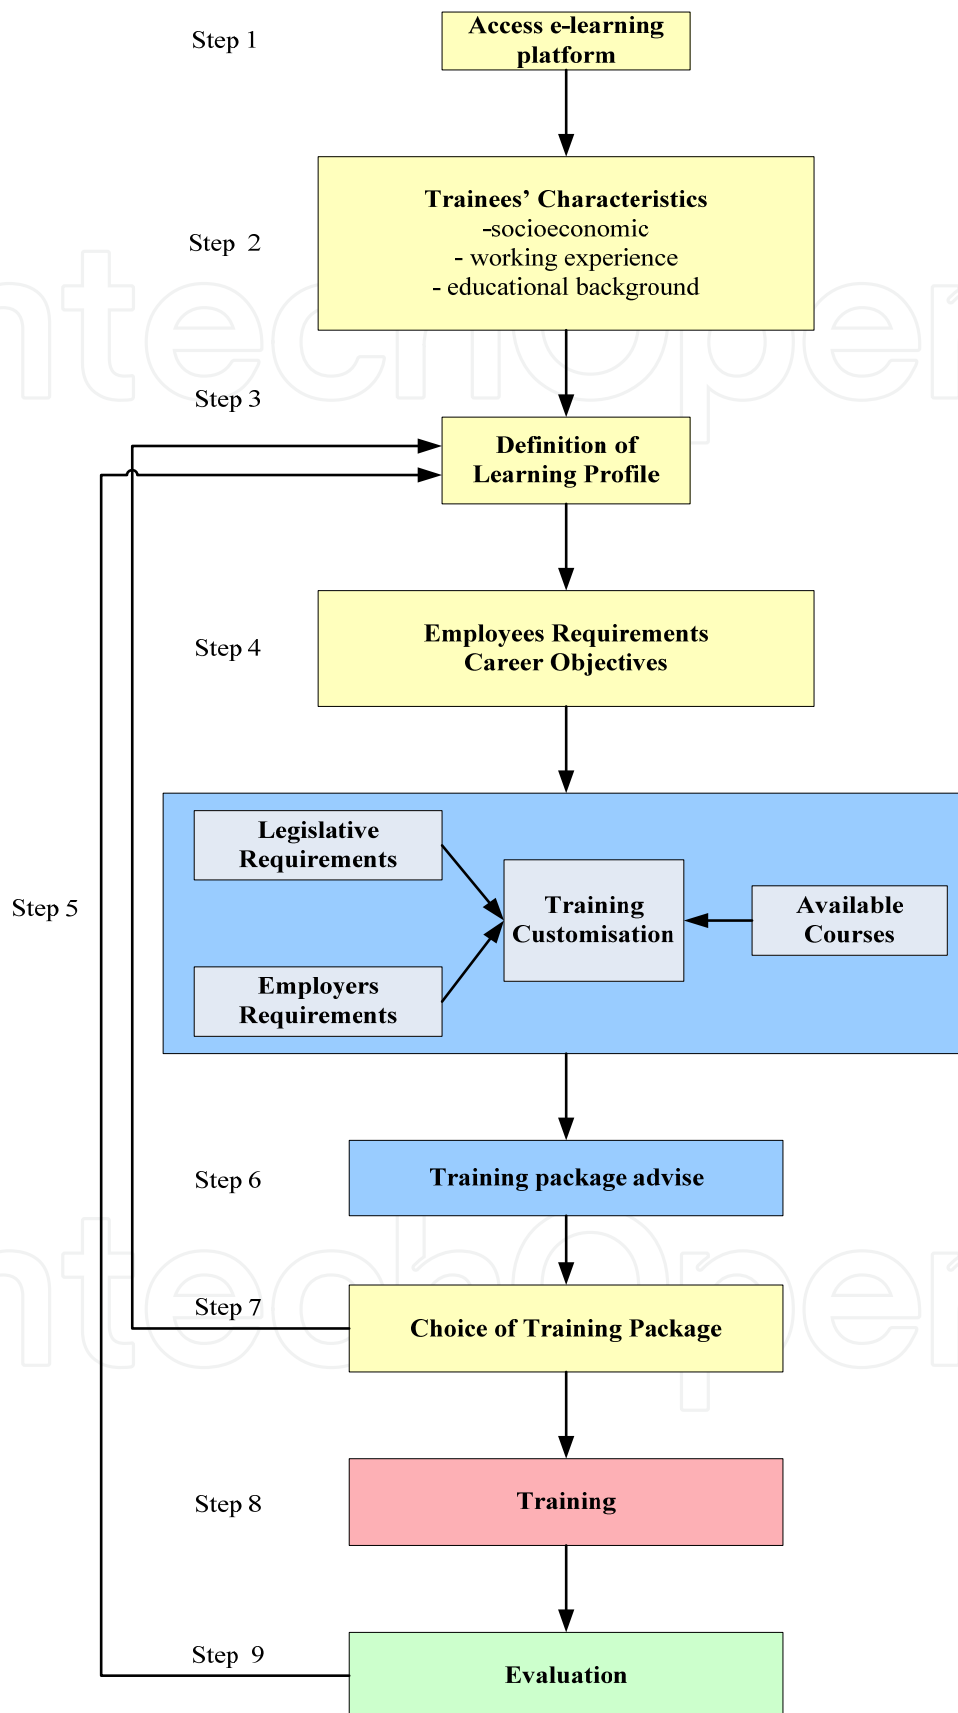 Step 1
Access e-learning
platform
Step 2
Trainees’ Characteristics
-socioeconomic
- working experience
- educational background
Step 3
Definition of
Learning Profile
Step 4
Employees Requirements
Career Objectives
Step 5
Legislative
Requirements
Employers
Requirements
Training
Customisation
Available
Courses
Step 6
Training package advise
Step 7
Choice of Training Package
Step 8
Training
Step 9
Evaluation